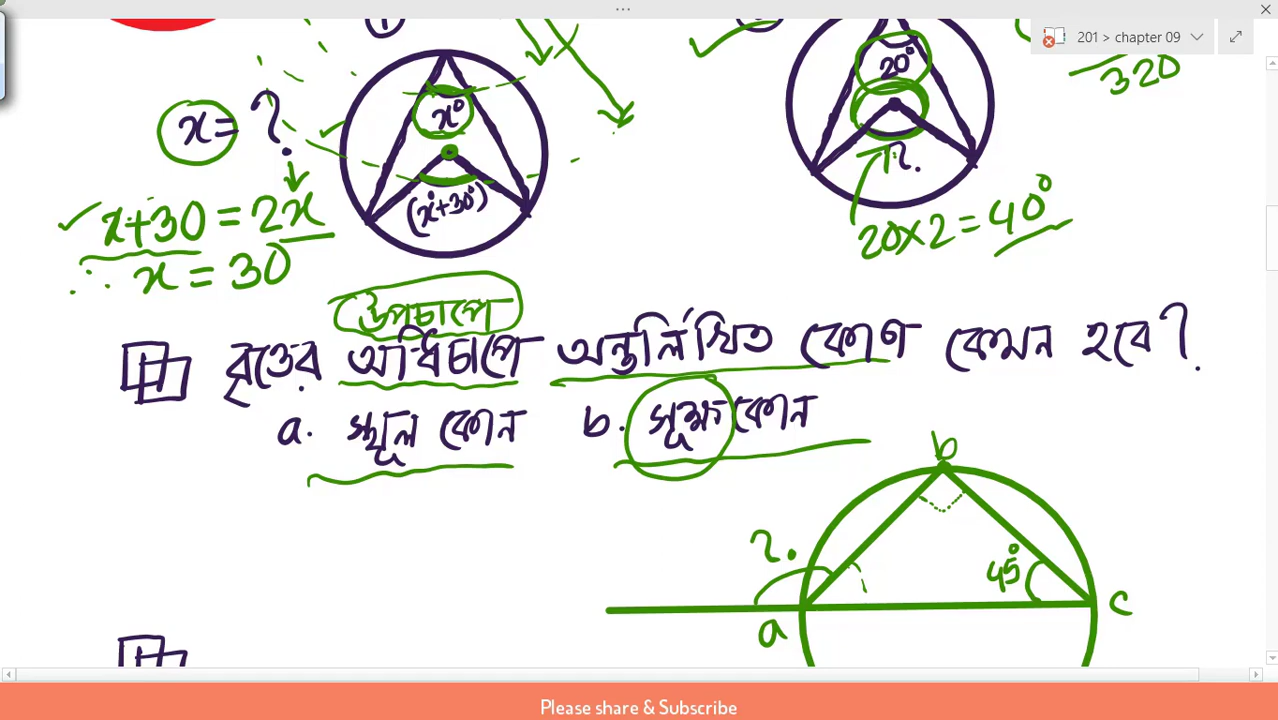 201 > chapter 09
x = ?
x°
(x°+30°)
x+30 = 2x
∴ x = 30
20°
?
20×2 = 40°
320
উপচাপে
বৃত্তের অধিচাপে অন্তর্লিখিত কোণ কেমন হবে?
a. স্থূল কোন b. সূক্ষ্ম কোন
b
?
45°
a
c
Please share & Subscribe